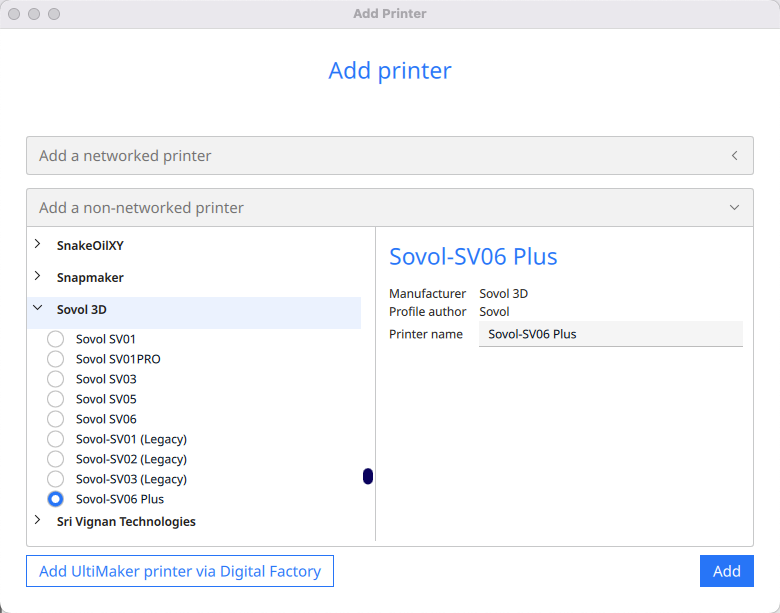 Add Printer
Add printer
Add a networked printer
Add a non-networked printer
SnakeOilXY
Snapmaker
Sovol 3D
Sovol SV01
Sovol SV01PRO
Sovol SV03
Sovol SV05
Sovol SV06
Sovol-SV01 (Legacy)
Sovol-SV02 (Legacy)
Sovol-SV03 (Legacy)
Sovol-SV06 Plus
Sri Vignan Technologies
Sovol-SV06 Plus
Manufacturer Sovol 3D
Profile author Sovol
Printer name Sovol-SV06 Plus
Add UltiMaker printer via Digital Factory
Add